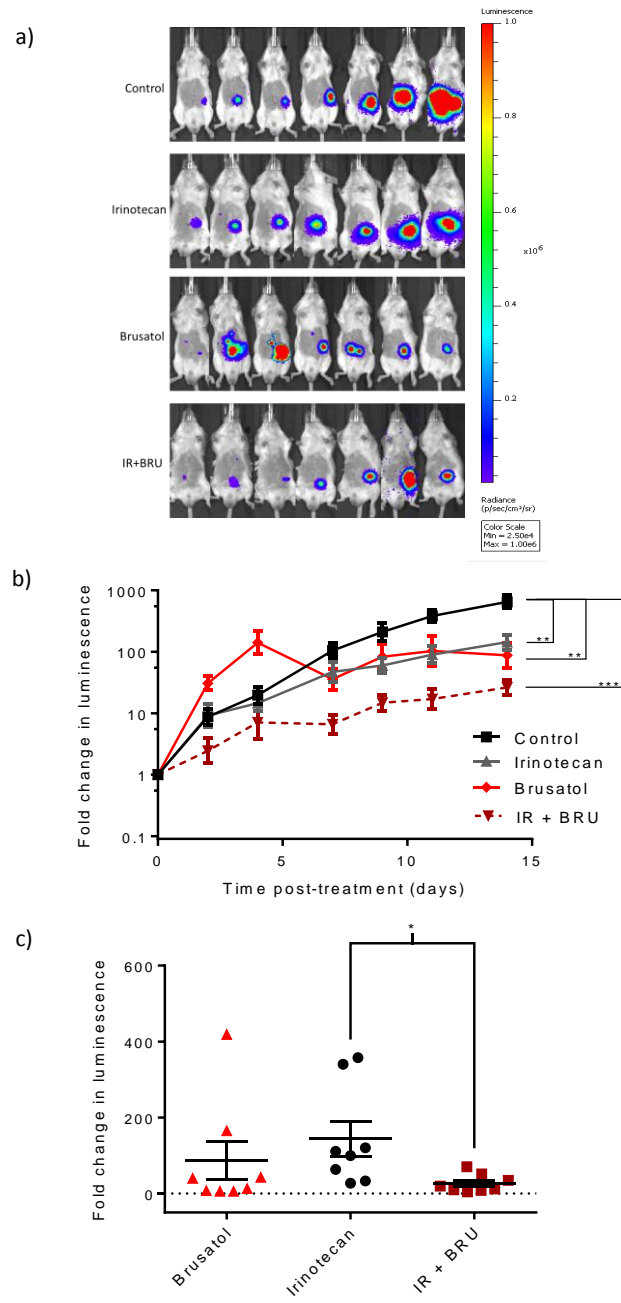 a)
Luminescence
Control
Irinotecan
Brusatol
IR+BRU
1.0
0.8
0.6
x10⁶
0.4
0.2
Radiance
(p/sec/cm²/sr)
Color Scale
Min = 2.50e4
Max = 1.00e6
b)
Fold change in luminescence
1000
100
10
1
0.1
0
5
10
15
Time post-treatment (days)
**
**
***
Control
Irinotecan
Brusatol
IR + BRU
c)
Fold change in luminescence
600
400
200
0
*
Brusatol
Irinotecan
IR + BRU